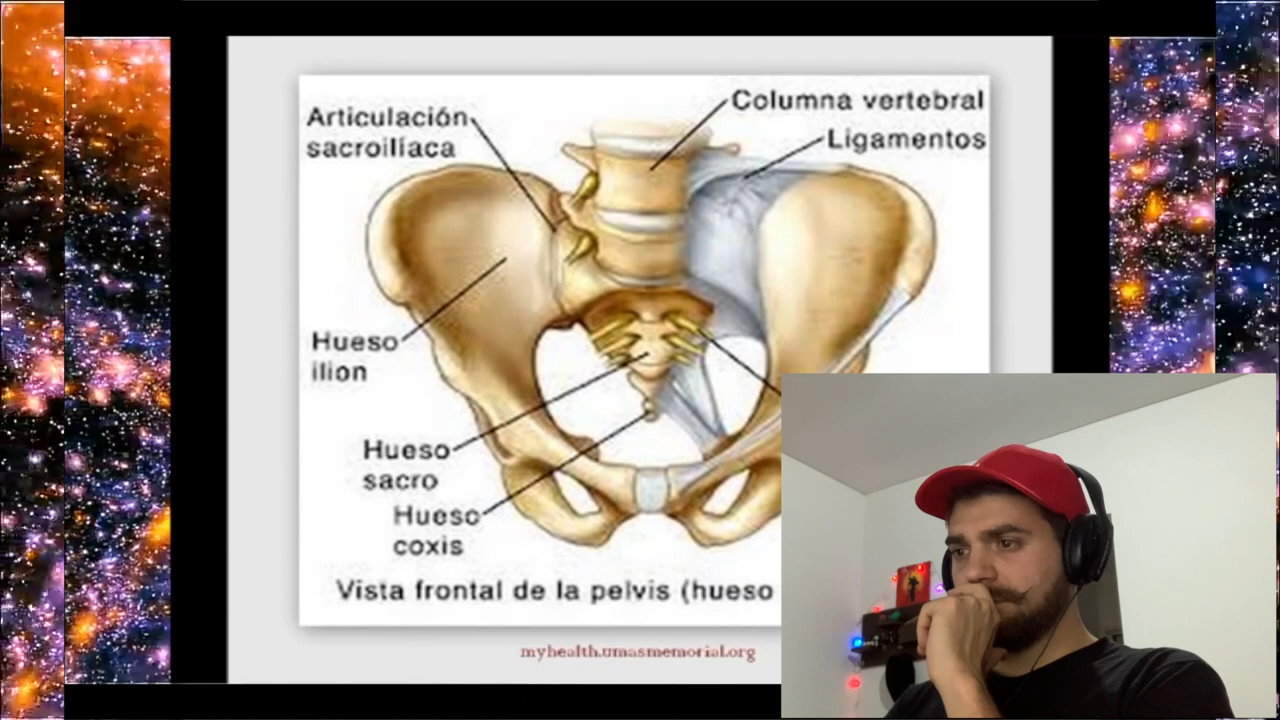 Articulación
sacroilíaca
Columna vertebral
Ligamentos
Hueso
ilion
Hueso
sacro
Hueso
coxis
Vista frontal de la pelvis (hueso
myhealth.umasmemorial.org